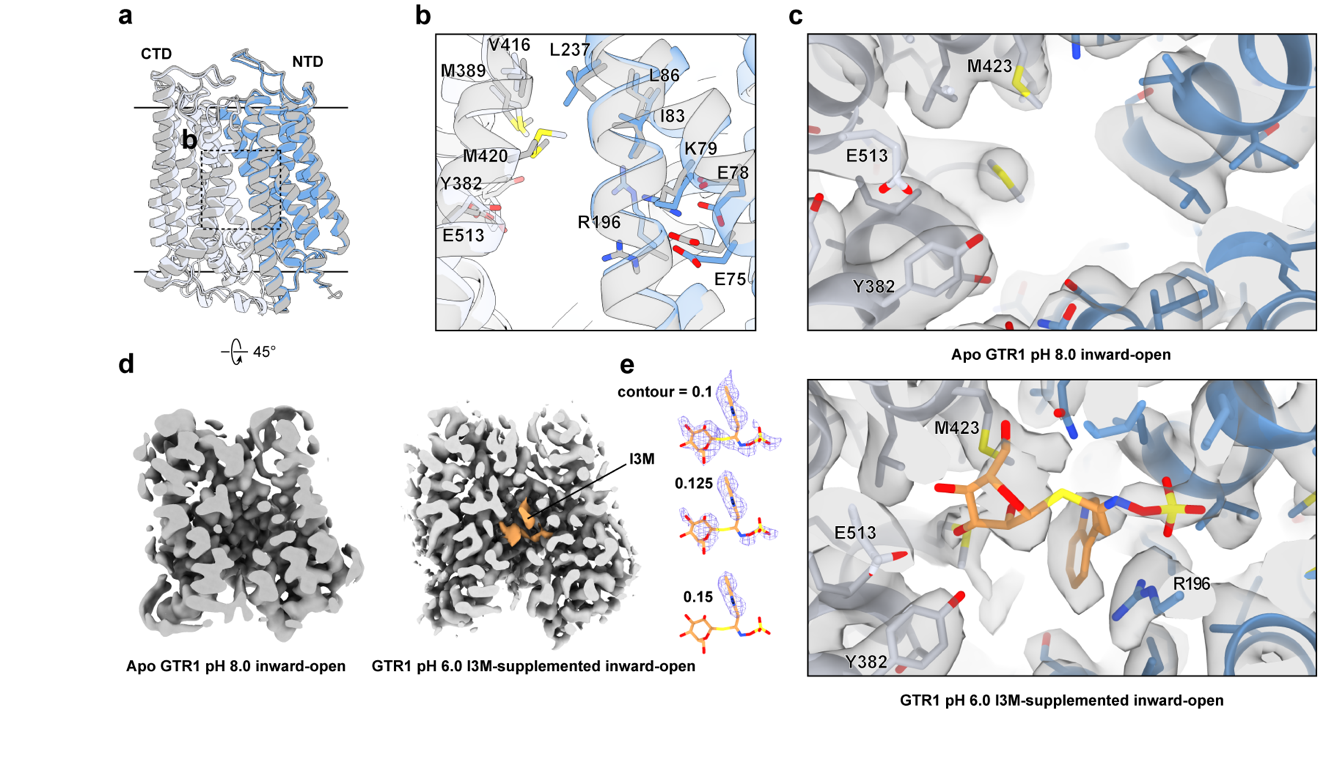 a
CTD
NTD
b
45°
b
V416
L237
M389
L86
I83
M420
K79
Y382
E78
R196
E513
E75
c
M423
E513
Y382
Apo GTR1 pH 8.0 inward-open
M423
E513
R196
Y382
GTR1 pH 6.0 I3M-supplemented inward-open
d
I3M
Apo GTR1 pH 8.0 inward-open
GTR1 pH 6.0 I3M-supplemented inward-open
e
contour = 0.1
0.125
0.15